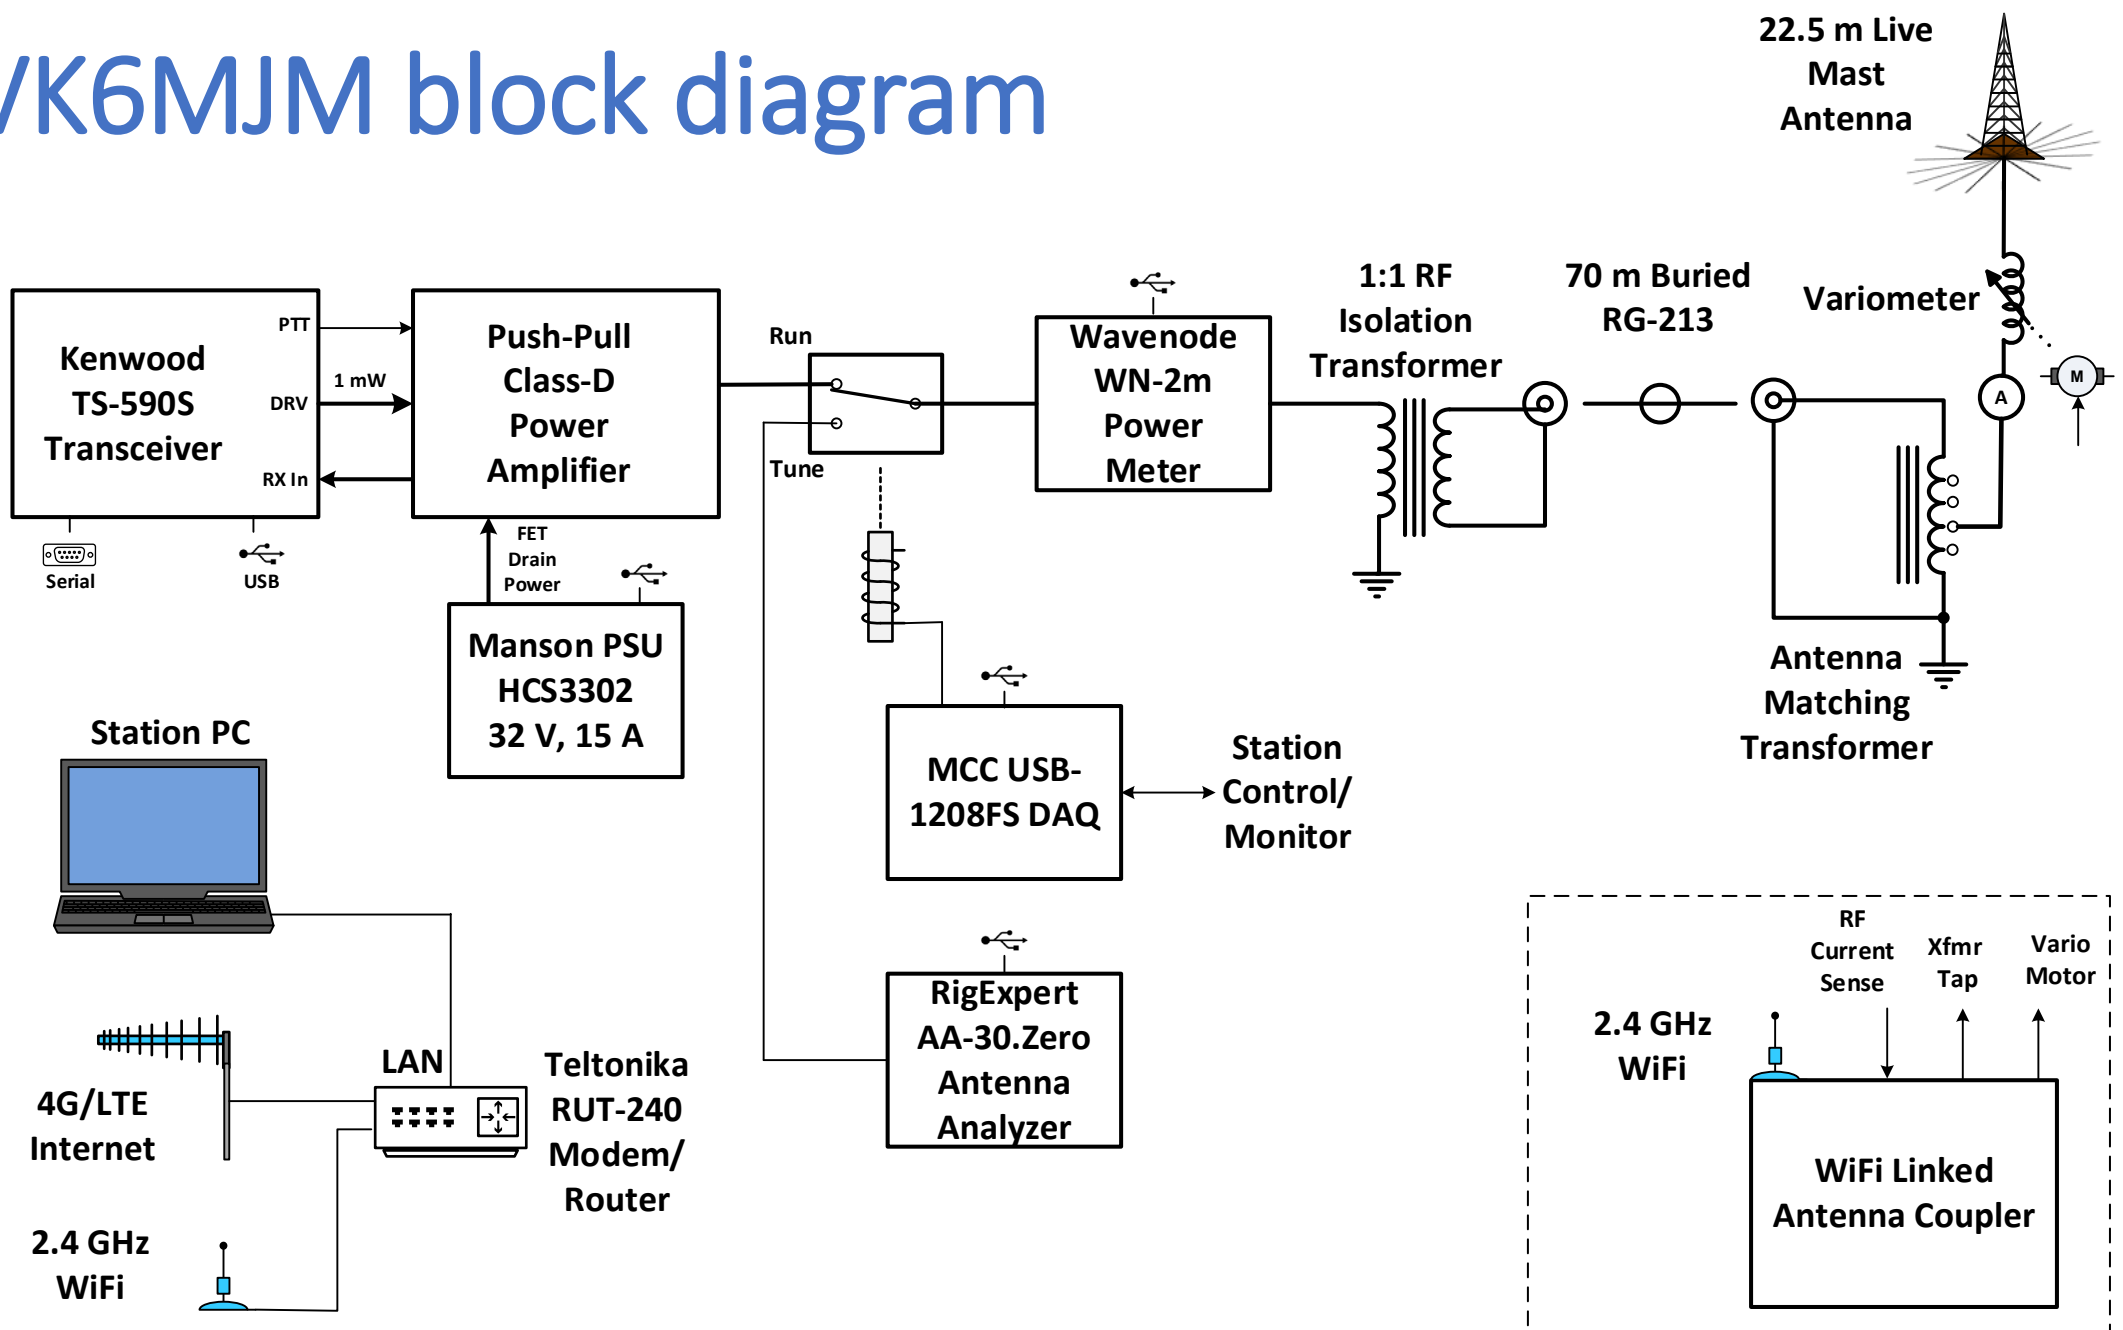 VK6MJM block diagram
22.5 m Live
Mast
Antenna
Kenwood
TS-590S
Transceiver
PTT
DRV
RX In
1 mW
Serial
USB
Push-Pull
Class-D
Power
Amplifier
FET
Drain
Power
Manson PSU
HCS3302
32 V, 15 A
Run
Tune
Wavenode
WN-2m
Power
Meter
1:1 RF
Isolation
Transformer
70 m Buried
RG-213
Variometer
M
A
Antenna
Matching
Transformer
MCC USB-
1208FS DAQ
Station
Control/
Monitor
RigExpert
AA-30.Zero
Antenna
Analyzer
Station PC
LAN
4G/LTE
Internet
Teltonika
RUT-240
Modem/
Router
2.4 GHz
WiFi
RF
Current
Sense
Xfmr
Tap
Vario
Motor
2.4 GHz
WiFi
WiFi Linked
Antenna Coupler